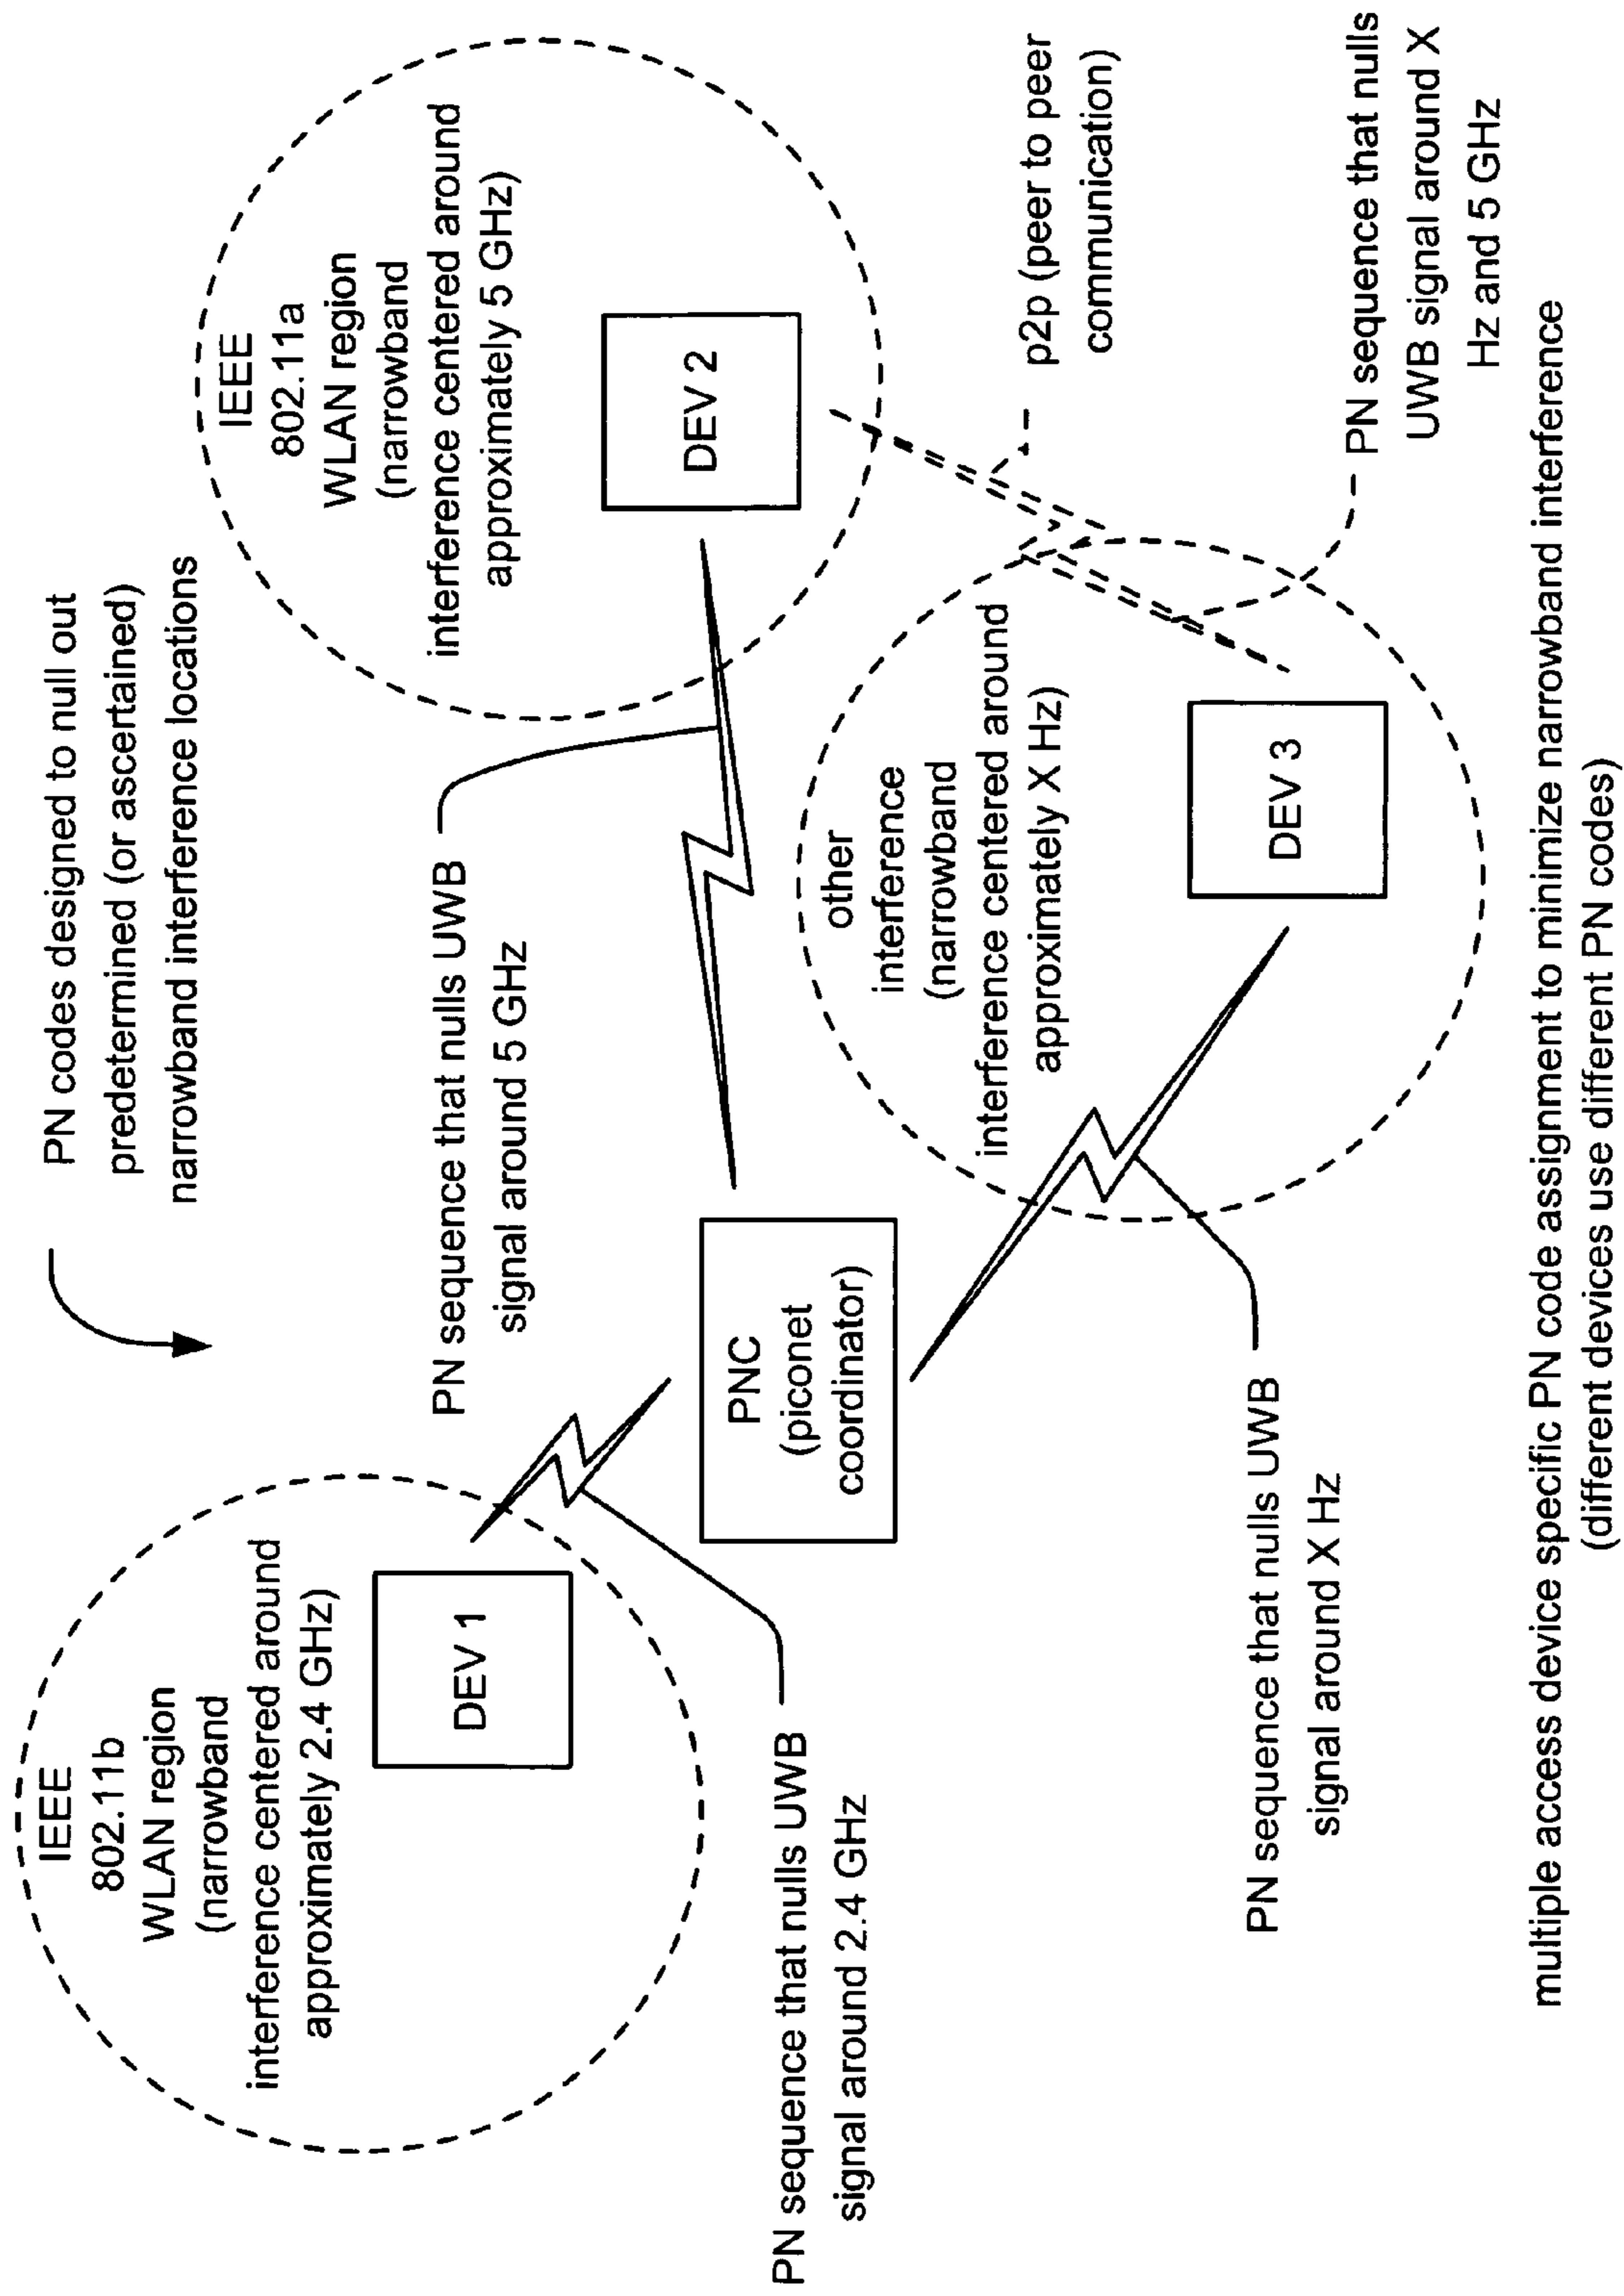 PN codes designed to null out
predetermined (or ascertained)
narrowband interference locations
IEEE
802.11b
WLAN region
(narrowband
interference centered around
approximately 2.4 GHz)
DEV 1
IEEE
802.11a
WLAN region
(narrowband
interference centered around
approximately 5 GHz)
DEV 2
PN sequence that nulls UWB
signal around 5 GHz
PNC
(piconet
coordinator)
PN sequence that nulls UWB
signal around 2.4 GHz
other
interference
(narrowband
interference centered around
approximately X Hz)
DEV 3
p2p (peer to peer
communication)
PN sequence that nulls UWB
signal around X Hz
PN sequence that nulls
UWB signal around X
Hz and 5 GHz
multiple access device specific PN code assignment to minimize narrowband interference
(different devices use different PN codes)